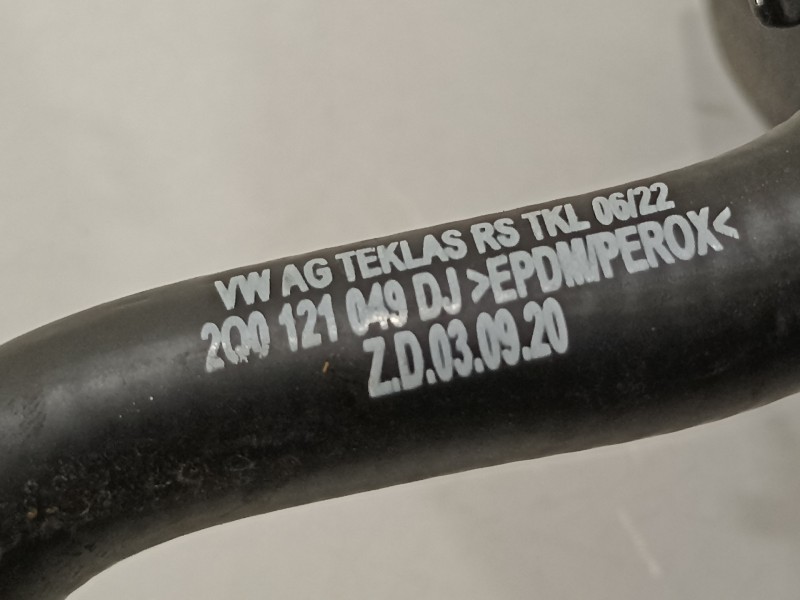 VW AG TEKLAS RS TKL 06/22
2Q0 121 049 DJ >EPDM/PEROX<
Z.D.03.09.20